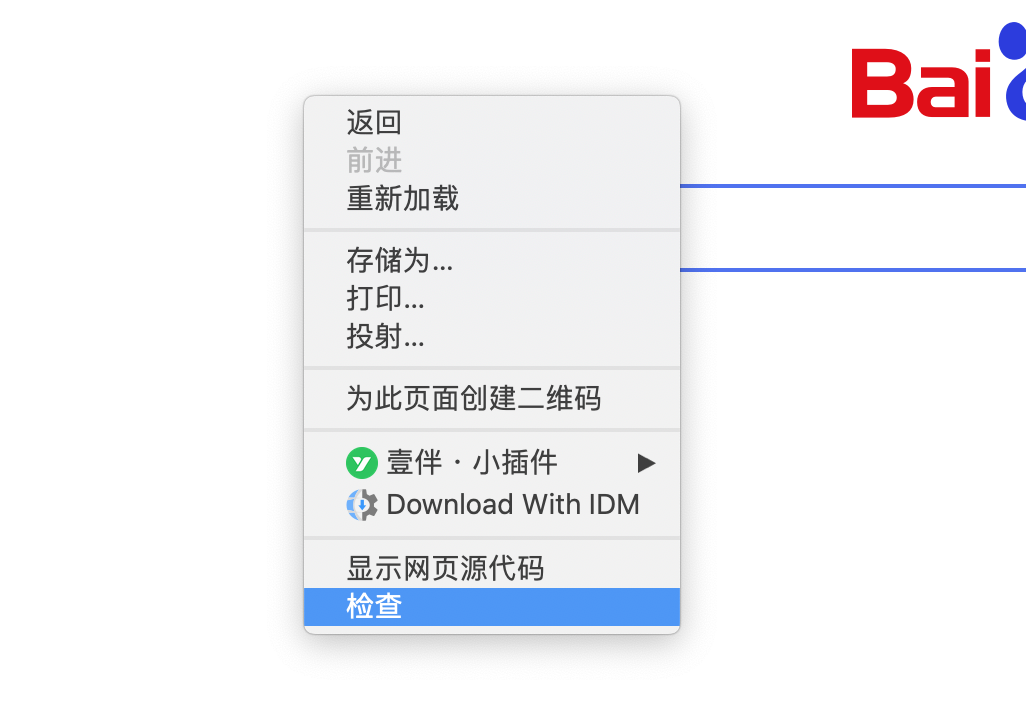 Bai
返回
前进
重新加载
存储为...
打印...
投射...
为此页面创建二维码
壹伴 · 小插件
Download With IDM
显示网页源代码
检查